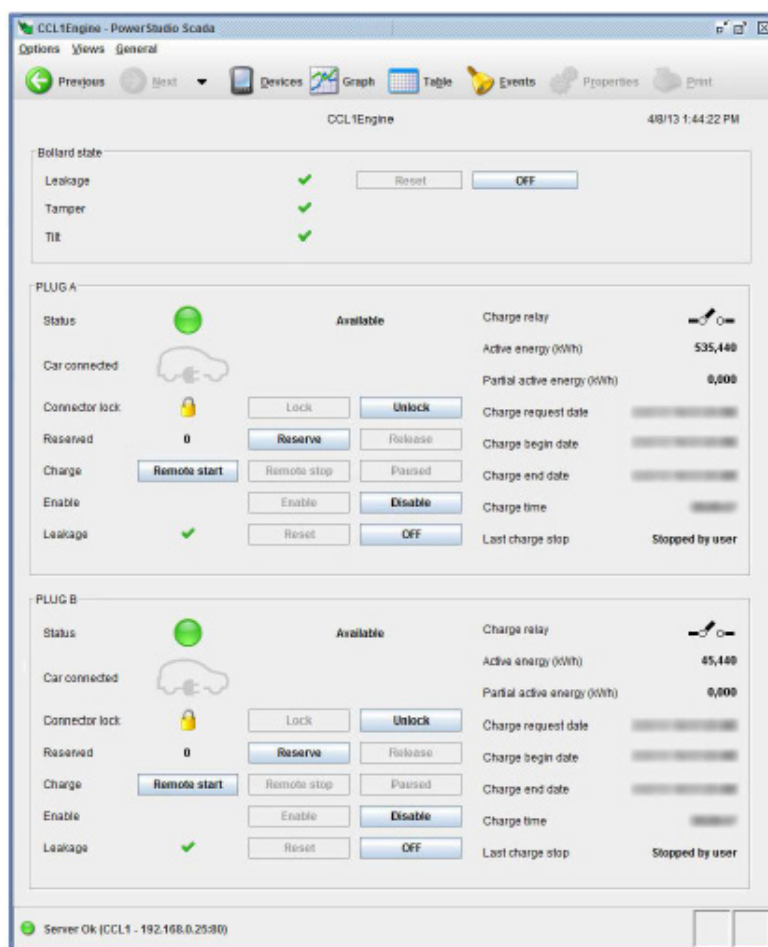 CCL1Engine - PowerStudio Scada
Options Views General
Previous Next Devices Graph Table Events Properties Print
CCL1Engine 4/8/13 1:44:22 PM
Bollard state
Leakage Reset OFF
Tamper
Tilt
PLUG A
Status Available Charge relay
Active energy (kWh) 535,440
Car connected
Partial active energy (kWh) 0,000
Connector lock Lock Unlock Charge request date
Reserved 0 Reserve Release Charge begin date
Charge Remote start Remote stop Paused Charge end date
Enable Enable Disable Charge time
Leakage Reset OFF Last charge stop Stopped by user
PLUG B
Status Available Charge relay
Active energy (kWh) 45,440
Car connected
Partial active energy (kWh) 0,000
Connector lock Lock Unlock Charge request date
Reserved 0 Reserve Release Charge begin date
Charge Remote start Remote stop Paused Charge end date
Enable Enable Disable Charge time
Leakage Reset OFF Last charge stop Stopped by user
Server Ok (CCL1 - 192.168.0.25:80)